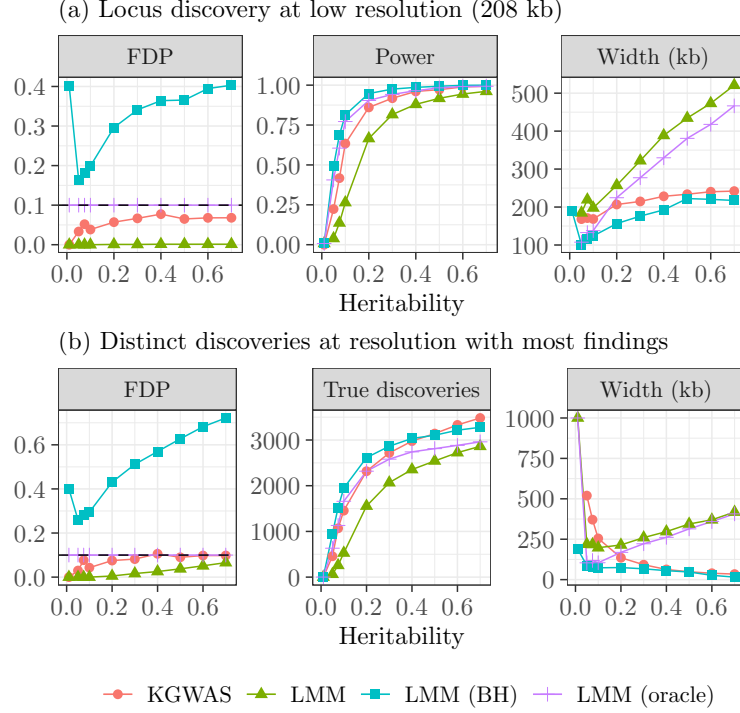 (a) Locus discovery at low resolution (208 kb)
FDP Power Width (kb)
0.4 0.3 0.2 0.1 0.0
1.00 0.75 0.50 0.25 0.00
500 400 300 200 100
0.0 0.2 0.4 0.6 0.0 0.2 0.4 0.6 0.0 0.2 0.4 0.6
Heritability
(b) Distinct discoveries at resolution with most findings
FDP True discoveries Width (kb)
0.6 0.4 0.2 0.0
3000 2000 1000 0
1000 750 500 250 0
0.0 0.2 0.4 0.6 0.0 0.2 0.4 0.6 0.0 0.2 0.4 0.6
Heritability
KGWAS LMM LMM (BH) LMM (oracle)